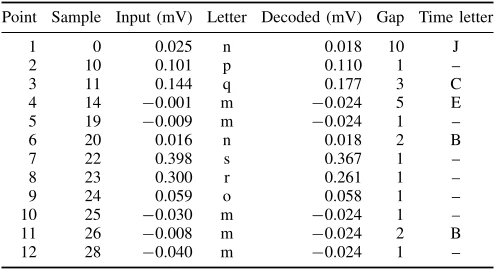 Point Sample Input (mV) Letter Decoded (mV) Gap Time letter
1 0 0.025 n 0.018 10 J
2 10 0.101 p 0.110 1 –
3 11 0.144 q 0.177 3 C
4 14 −0.001 m −0.024 5 E
5 19 −0.009 m −0.024 1 –
6 20 0.016 n 0.018 2 B
7 22 0.398 s 0.367 1 –
8 23 0.300 r 0.261 1 –
9 24 0.059 o 0.058 1 –
10 25 −0.030 m −0.024 1 –
11 26 −0.008 m −0.024 2 B
12 28 −0.040 m −0.024 1 –